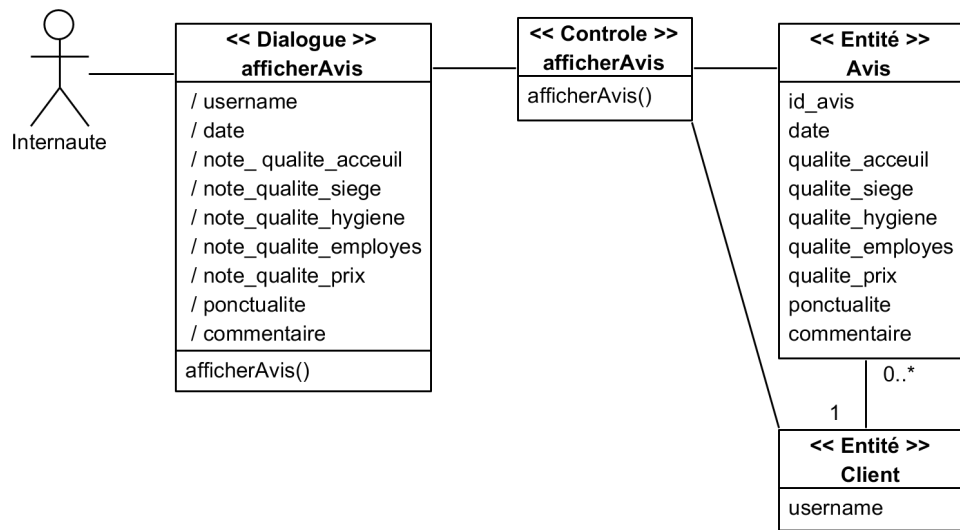 Internaute
<< Dialogue >>
afficherAvis
/ username
/ date
/ note_ qualite_acceuil
/ note_qualite_siege
/ note_qualite_hygiene
/ note_qualite_employes
/ note_qualite_prix
/ ponctualite
/ commentaire
afficherAvis()
<< Controle >>
afficherAvis
afficherAvis()
<< Entité >>
Avis
id_avis
date
qualite_acceuil
qualite_siege
qualite_hygiene
qualite_employes
qualite_prix
ponctualite
commentaire
0..*
1
<< Entité >>
Client
username